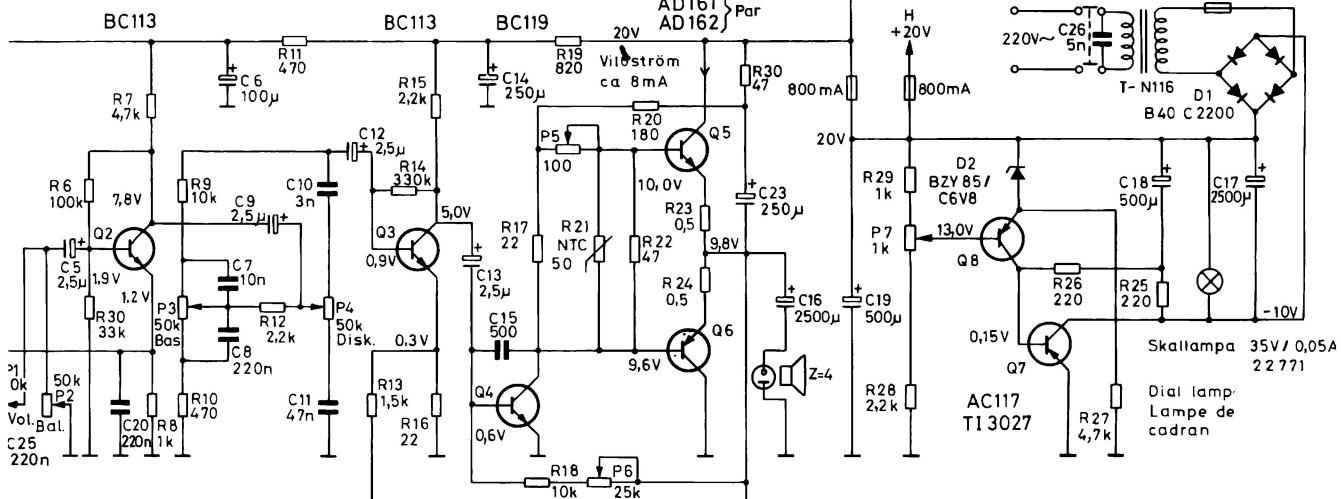 BC113
BC113
BC119
AD161
AD162
Par
R11
470
C6
100µ
R7
4,7k
R15
2,2k
C14
250µ
R19
820
20V
Viloström
ca 8mA
R30
47
800mA
H
+20V
800mA
220V~
C26
5n
T-N116
D1
B40 C2200
C12
2,5µ
R14
330k
P5
100
R20
180
Q5
10,0V
20V
R6
100k
7,8V
R9
10k
C9
2,5µ
C10
3n
5,0V
Q2
C5
2,5µ
1,9V
1,2V
R30
33k
C7
10n
P3
50k
Bas
R12
2,2k
P4
50k
Disk.
C8
220n
Q3
0,9V
0,3V
C13
2,5µ
C15
500
R17
22
R21
NTC
50
R22
47
R23
0,5
9,8V
R24
0,5
Q6
9,6V
C23
250µ
C16
2500µ
Z=4
C19
500µ
R29
1k
P7
1k
13,0V
D2
BZY 85/
C6V8
Q8
C18
500µ
C17
2500µ
R26
220
R25
220
-10V
0,15V
Q7
Skallampa 35V / 0,05A
22771
Dial lamp
Lampe de
cadran
R28
2,2k
AC117
TI 3027
R27
4,7k
P1
0k
Vol.
50k
P2
Bal.
C25
220n
C20
220n
R8
1k
R10
470
C11
47n
R13
1,5k
R16
22
Q4
0,6V
R18
10k
P6
25k